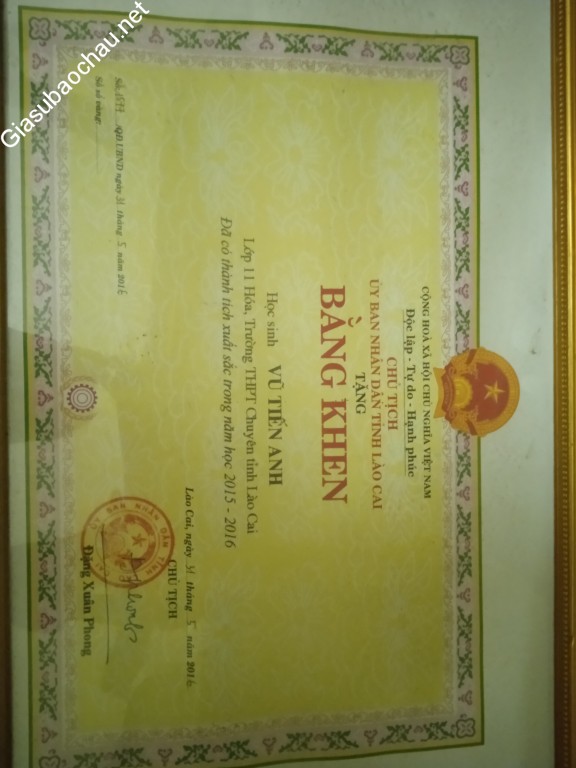 CỘNG HOÀ XÃ HỘI CHỦ NGHĨA VIỆT NAM
Độc lập - Tự do - Hạnh phúc
CHỦ TỊCH
ỦY BAN NHÂN DÂN TỈNH LÀO CAI
TẶNG
BẰNG KHEN
Học sinh VŨ TIẾN ANH
Lớp 11 Hóa, Trường THPT Chuyên tỉnh Lào Cai
Đã có thành tích xuất sắc trong năm học 2015 - 2016
Lào Cai, ngày 31 tháng 5 năm 2016
CHỦ TỊCH
Đặng Xuân Phong
Số: /QĐ.UBND ngày 31 tháng 5 năm 2016
Số sổ vàng:
Giasubaochau.net